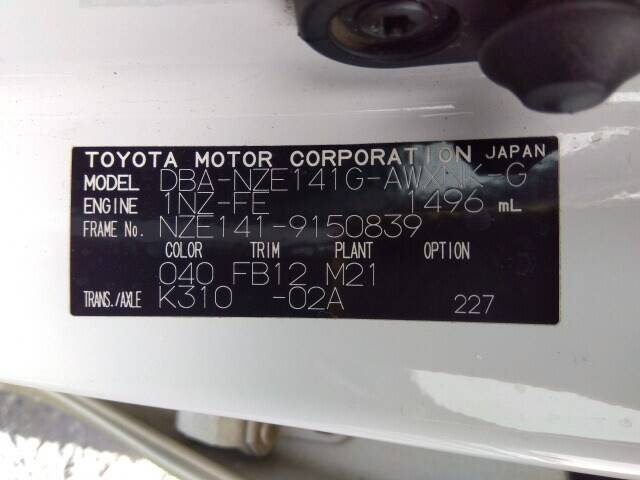 TOYOTA MOTOR CORPORATION JAPAN
MODEL DBA-NZE141G-AWXNK-G
ENGINE 1NZ-FE 1496 mL
FRAME No. NZE141-9150839
COLOR TRIM PLANT OPTION
040 FB12 M21
TRANS./AXLE K310 -02A 227